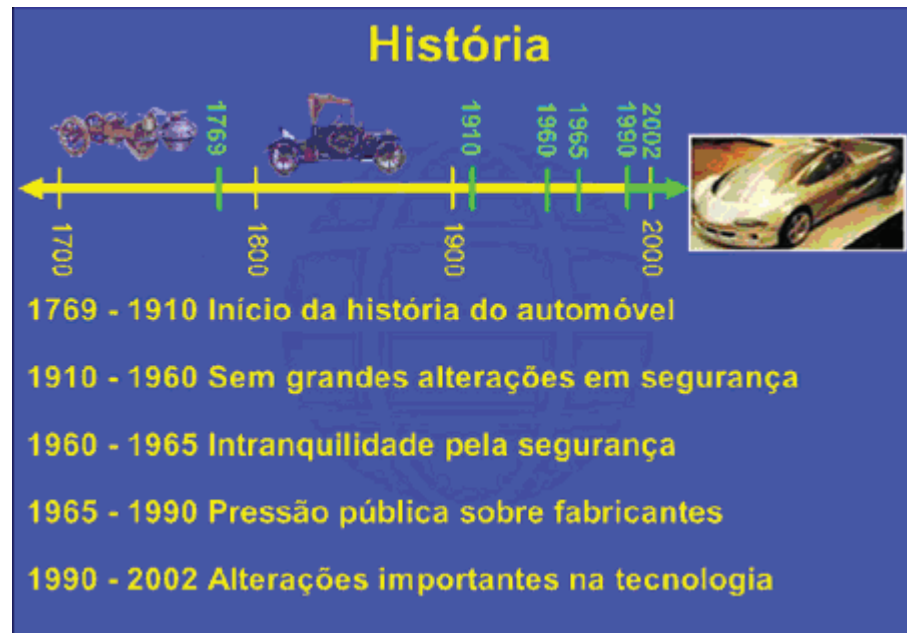 História
1769 1910 1960 1965 1990 2002
1700 1800 1900 2000
1769 - 1910 Início da história do automóvel
1910 - 1960 Sem grandes alterações em segurança
1960 - 1965 Intranquilidade pela segurança
1965 - 1990 Pressão pública sobre fabricantes
1990 - 2002 Alterações importantes na tecnologia